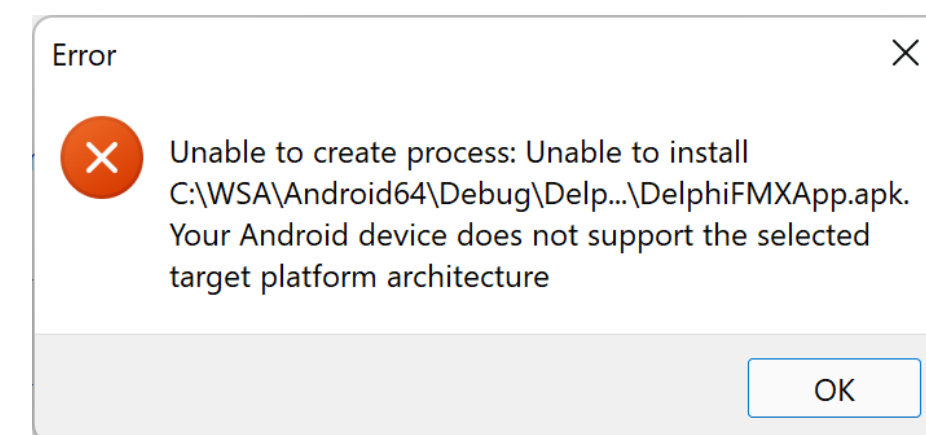 Error
Unable to create process: Unable to install
C:\WSA\Android64\Debug\Delp...\DelphiFMXApp.apk.
Your Android device does not support the selected
target platform architecture
OK